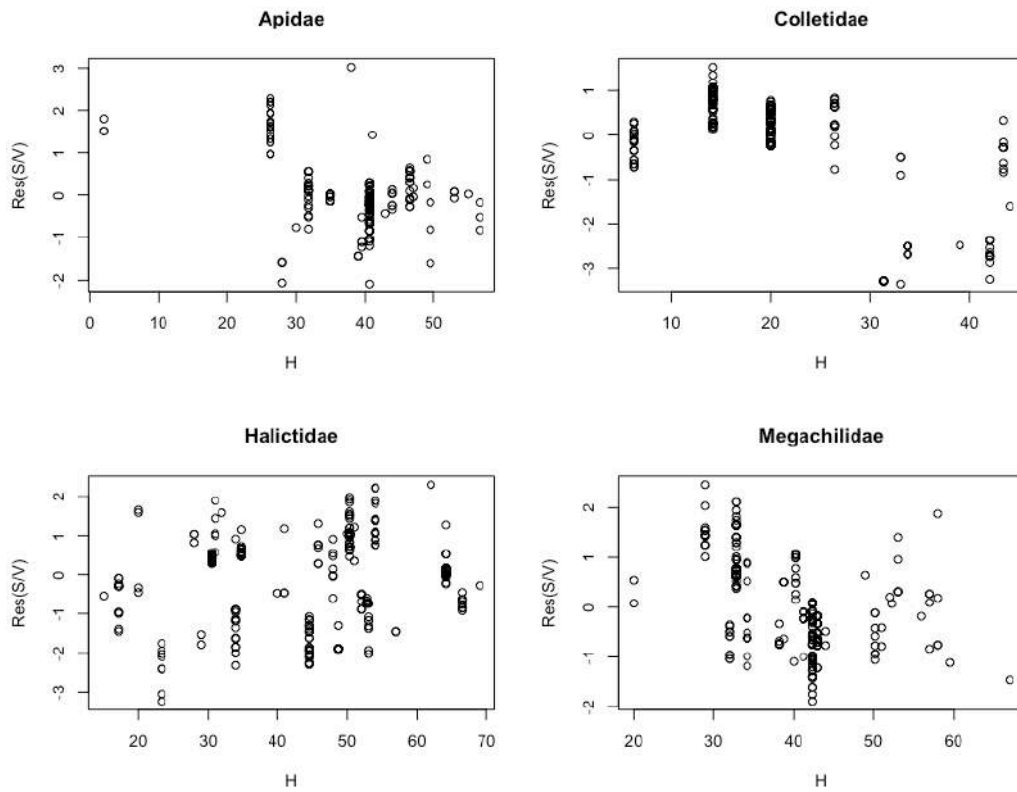 Apidae
Res(S/V)
3
2
1
0
-1
-2
0 10 20 30 40 50
H
Colletidae
Res(S/V)
1
0
-1
-2
-3
10 20 30 40
H
Halictidae
Res(S/V)
2
1
0
-1
-2
-3
20 30 40 50 60 70
H
Megachilidae
Res(S/V)
2
1
0
-1
-2
20 30 40 50 60
H